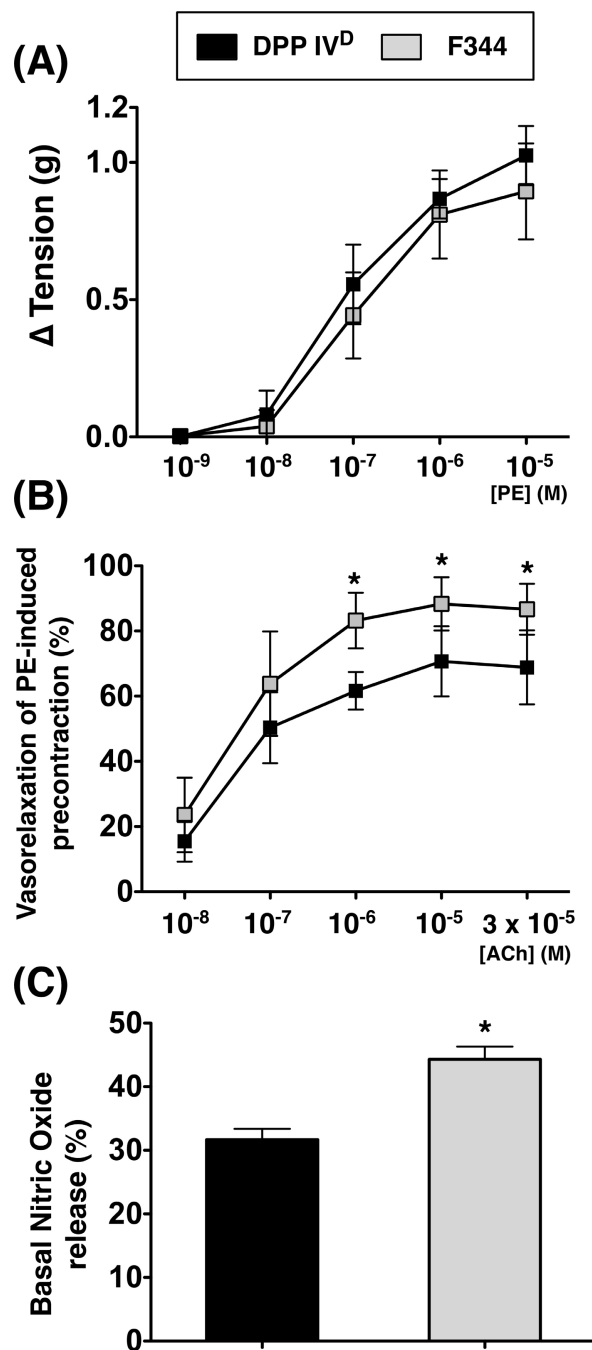 DPP IVᴰ F344
(A)
Δ Tension (g)
1.2
1.0
0.5
0.0
10⁻⁹ 10⁻⁸ 10⁻⁷ 10⁻⁶ 10⁻⁵
[PE] (M)
(B)
Vasorelaxation of PE-induced
precontraction (%)
100
80
60
40
20
0
* * *
10⁻⁸ 10⁻⁷ 10⁻⁶ 10⁻⁵ 3 x 10⁻⁵
[ACh] (M)
(C)
Basal Nitric Oxide
release (%)
50
40
30
20
10
0
*